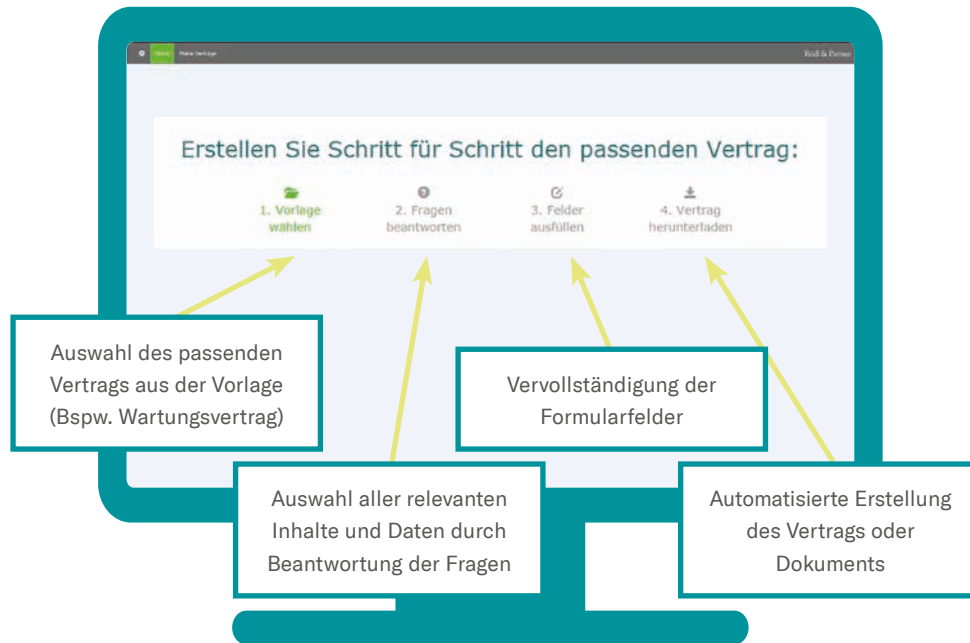 Meine Verträge
Rödl & Partner
Erstellen Sie Schritt für Schritt den passenden Vertrag:
1. Vorlage
wählen
2. Fragen
beantworten
3. Felder
ausfüllen
4. Vertrag
herunterladen
Auswahl des passenden
Vertrags aus der Vorlage
(Bspw. Wartungsvertrag)
Vervollständigung der
Formularfelder
Auswahl aller relevanten
Inhalte und Daten durch
Beantwortung der Fragen
Automatisierte Erstellung
des Vertrags oder
Dokuments